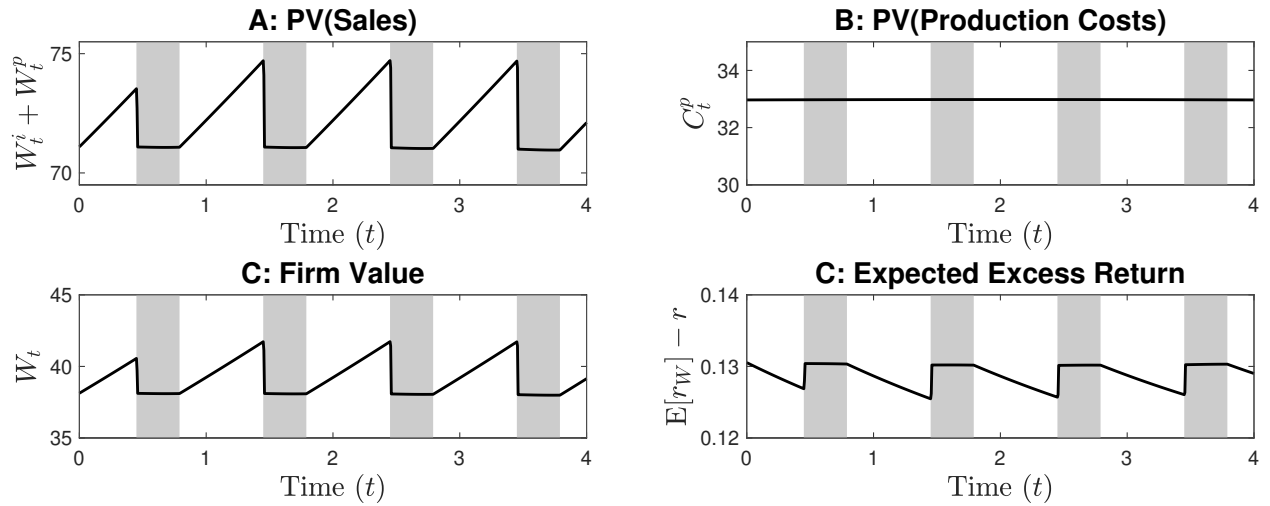 A: PV(Sales)
75
70
W_t^i + W_t^p
0 1 2 3 4
Time (t)
B: PV(Production Costs)
34
32
30
C_t^p
0 1 2 3 4
Time (t)
C: Firm Value
45
40
35
W_t
0 1 2 3 4
Time (t)
C: Expected Excess Return
0.14
0.13
0.12
E[r_W] − r
0 1 2 3 4
Time (t)